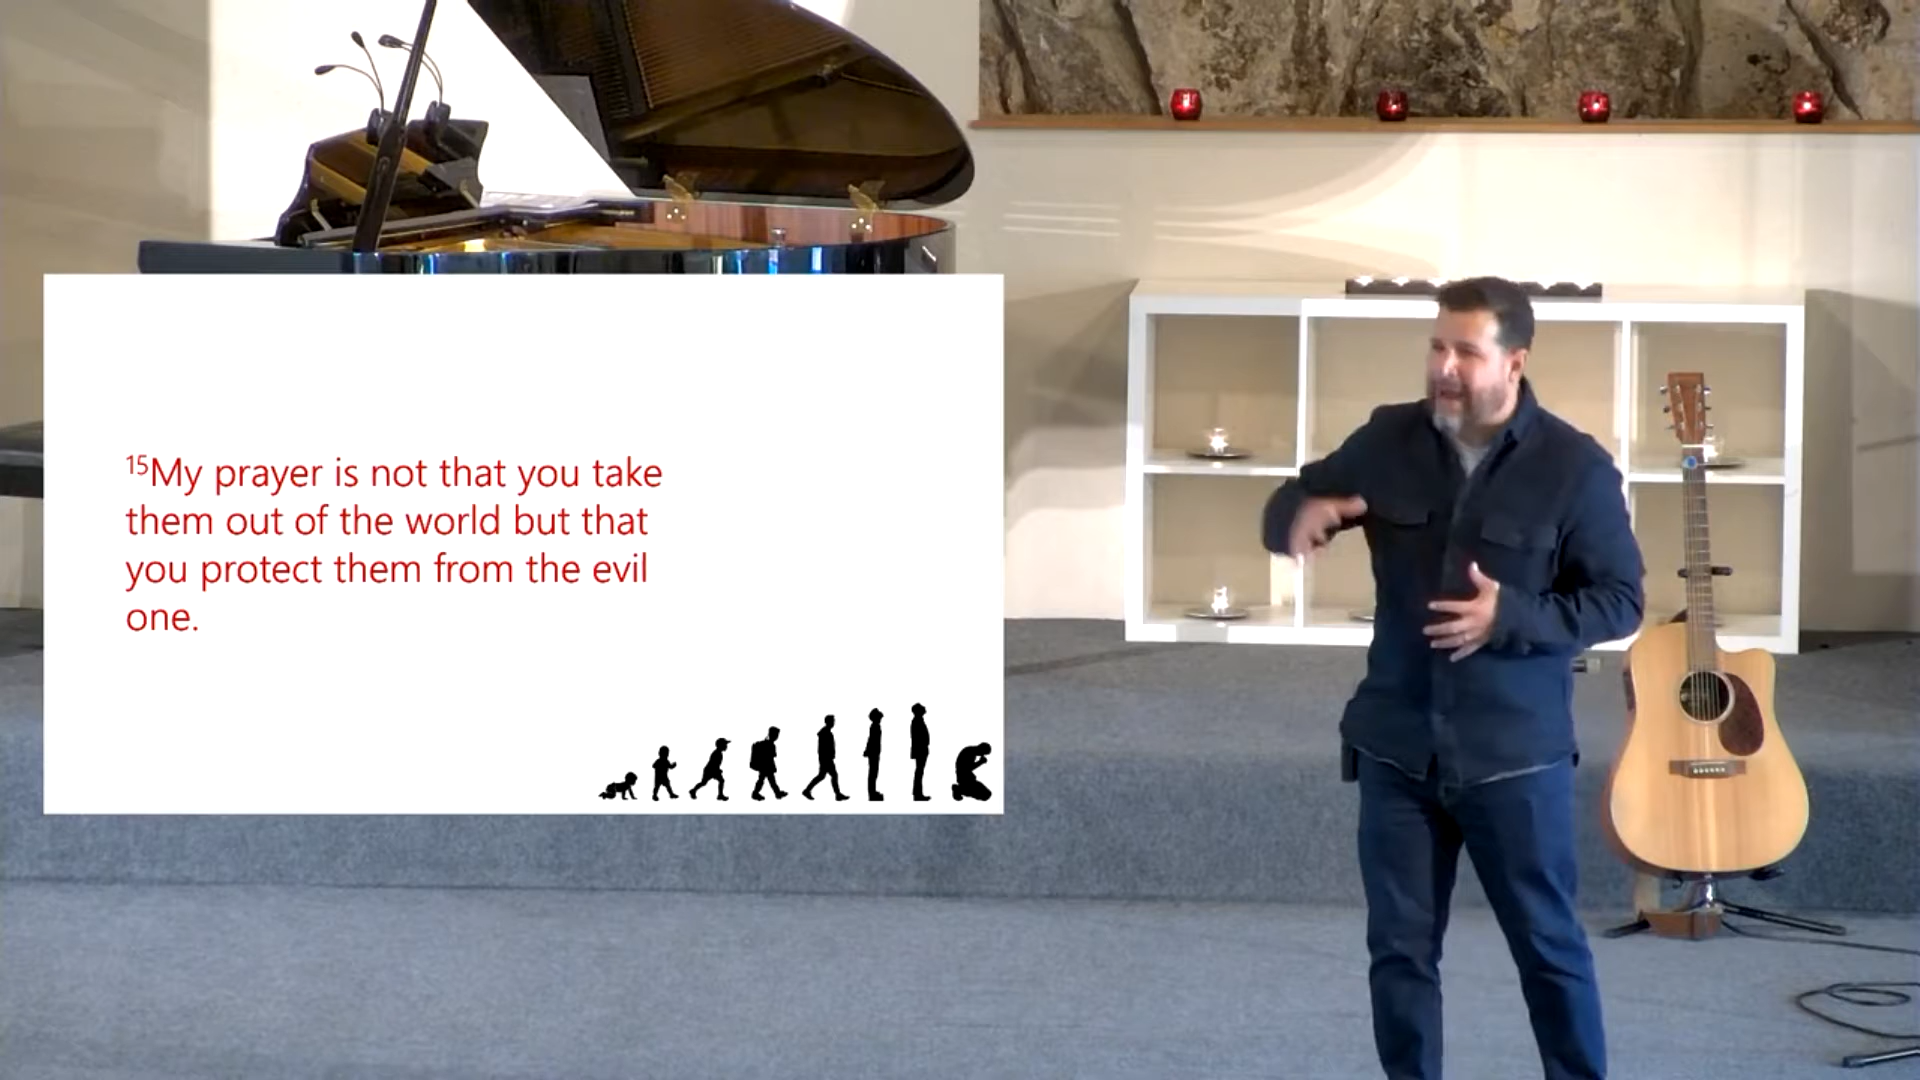 ¹⁵My prayer is not that you take
them out of the world but that
you protect them from the evil
one.